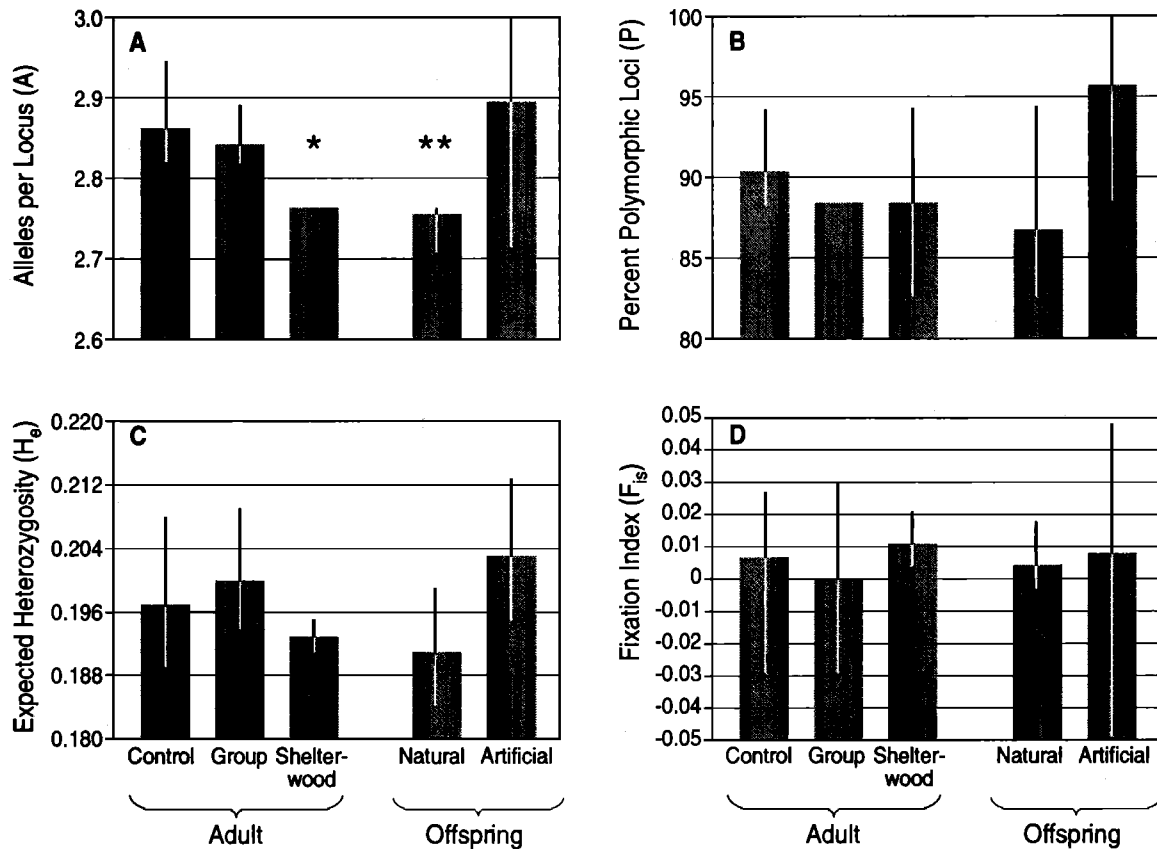 A
Alleles per Locus (A)
3.0
2.9
2.8
2.7
2.6
*
**
B
Percent Polymorphic Loci (P)
100
95
90
85
80
C
Expected Heterozygosity (He)
0.220
0.212
0.204
0.196
0.188
0.180
Control Group Shelter-wood Natural Artificial
Adult Offspring
D
Fixation Index (Fis)
0.05
0.04
0.03
0.02
0.01
0
-0.01
-0.02
-0.03
-0.04
-0.05
Control Group Shelter-wood Natural Artificial
Adult Offspring